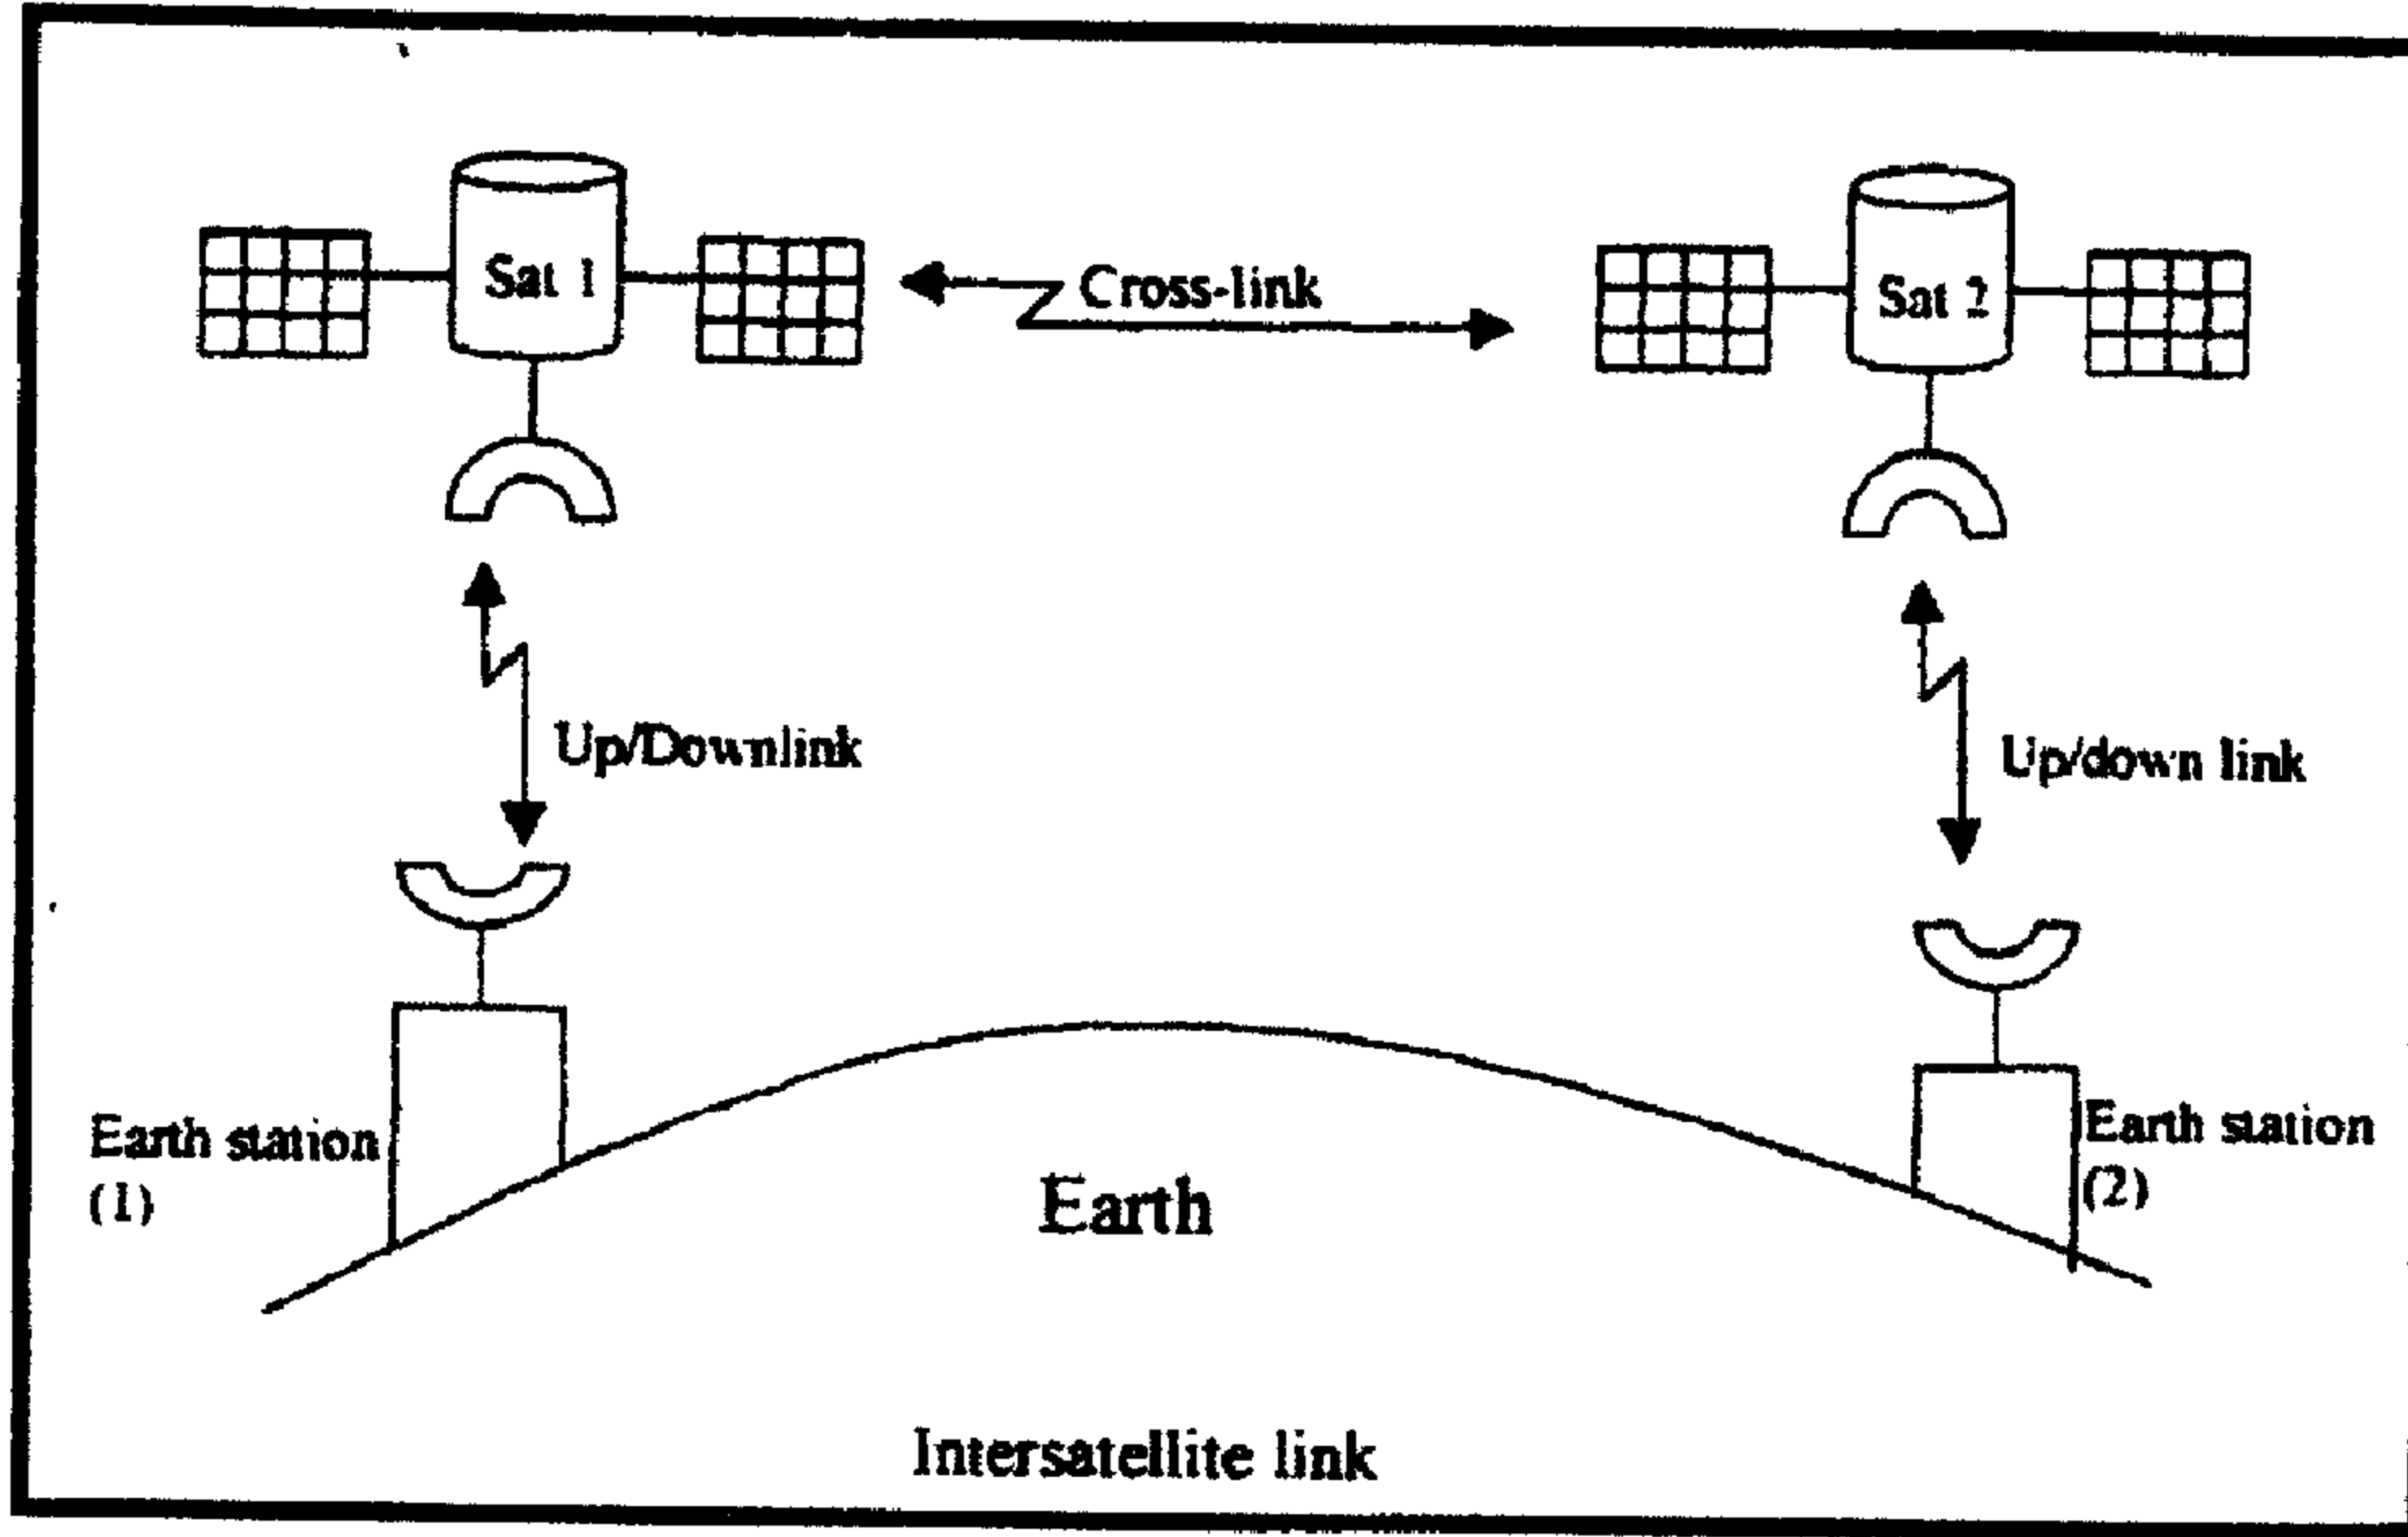 Sat 1
Cross-link
Sat 2
Up/Downlink
Up/down link
Earth station
(1)
Earth
Earth station
(2)
Intersatellite link